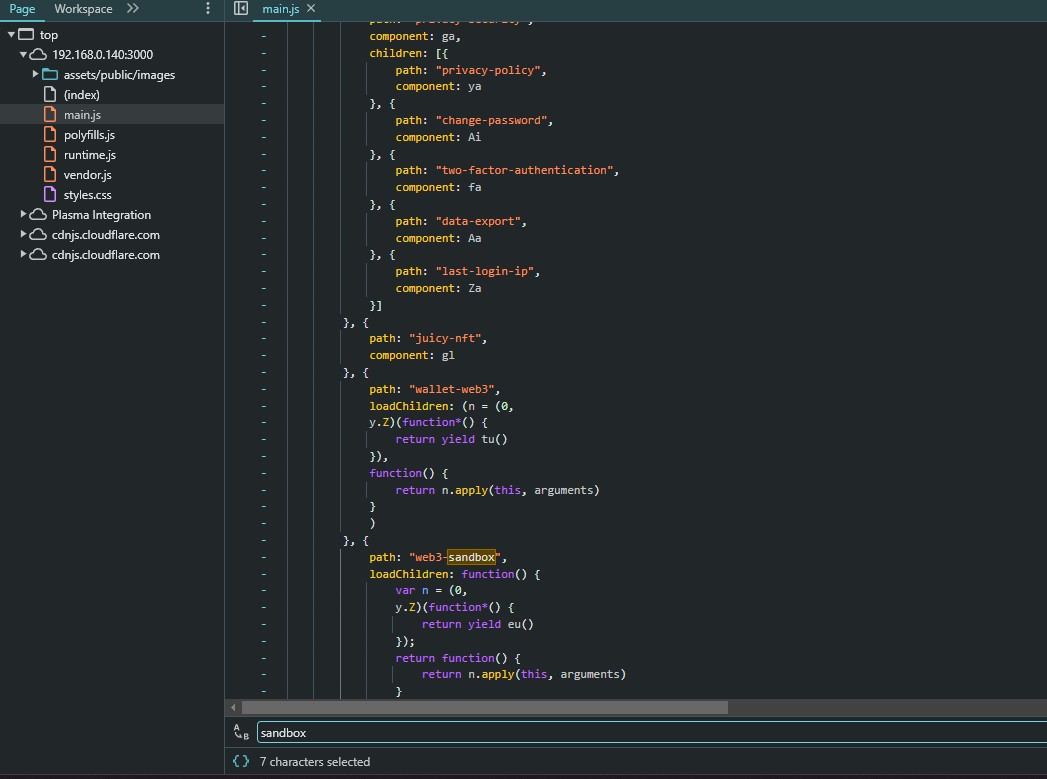 Page
Workspace
main.js
top
192.168.0.140:3000
assets/public/images
(index)
main.js
polyfills.js
runtime.js
vendor.js
styles.css
Plasma Integration
cdnjs.cloudflare.com
cdnjs.cloudflare.com
path: "privacy-security",
component: ga,
children: [{
path: "privacy-policy",
component: ya
}, {
path: "change-password",
component: Ai
}, {
path: "two-factor-authentication",
component: fa
}, {
path: "data-export",
component: Aa
}, {
path: "last-login-ip",
component: Za
}]
}, {
path: "juicy-nft",
component: gl
}, {
path: "wallet-web3",
loadChildren: (n = (0,
y.Z)(function*() {
return yield tu()
}),
function() {
return n.apply(this, arguments)
}
)
}, {
path: "web3-sandbox",
loadChildren: function() {
var n = (0,
y.Z)(function*() {
return yield eu()
});
return function() {
return n.apply(this, arguments)
}
sandbox
{} 7 characters selected